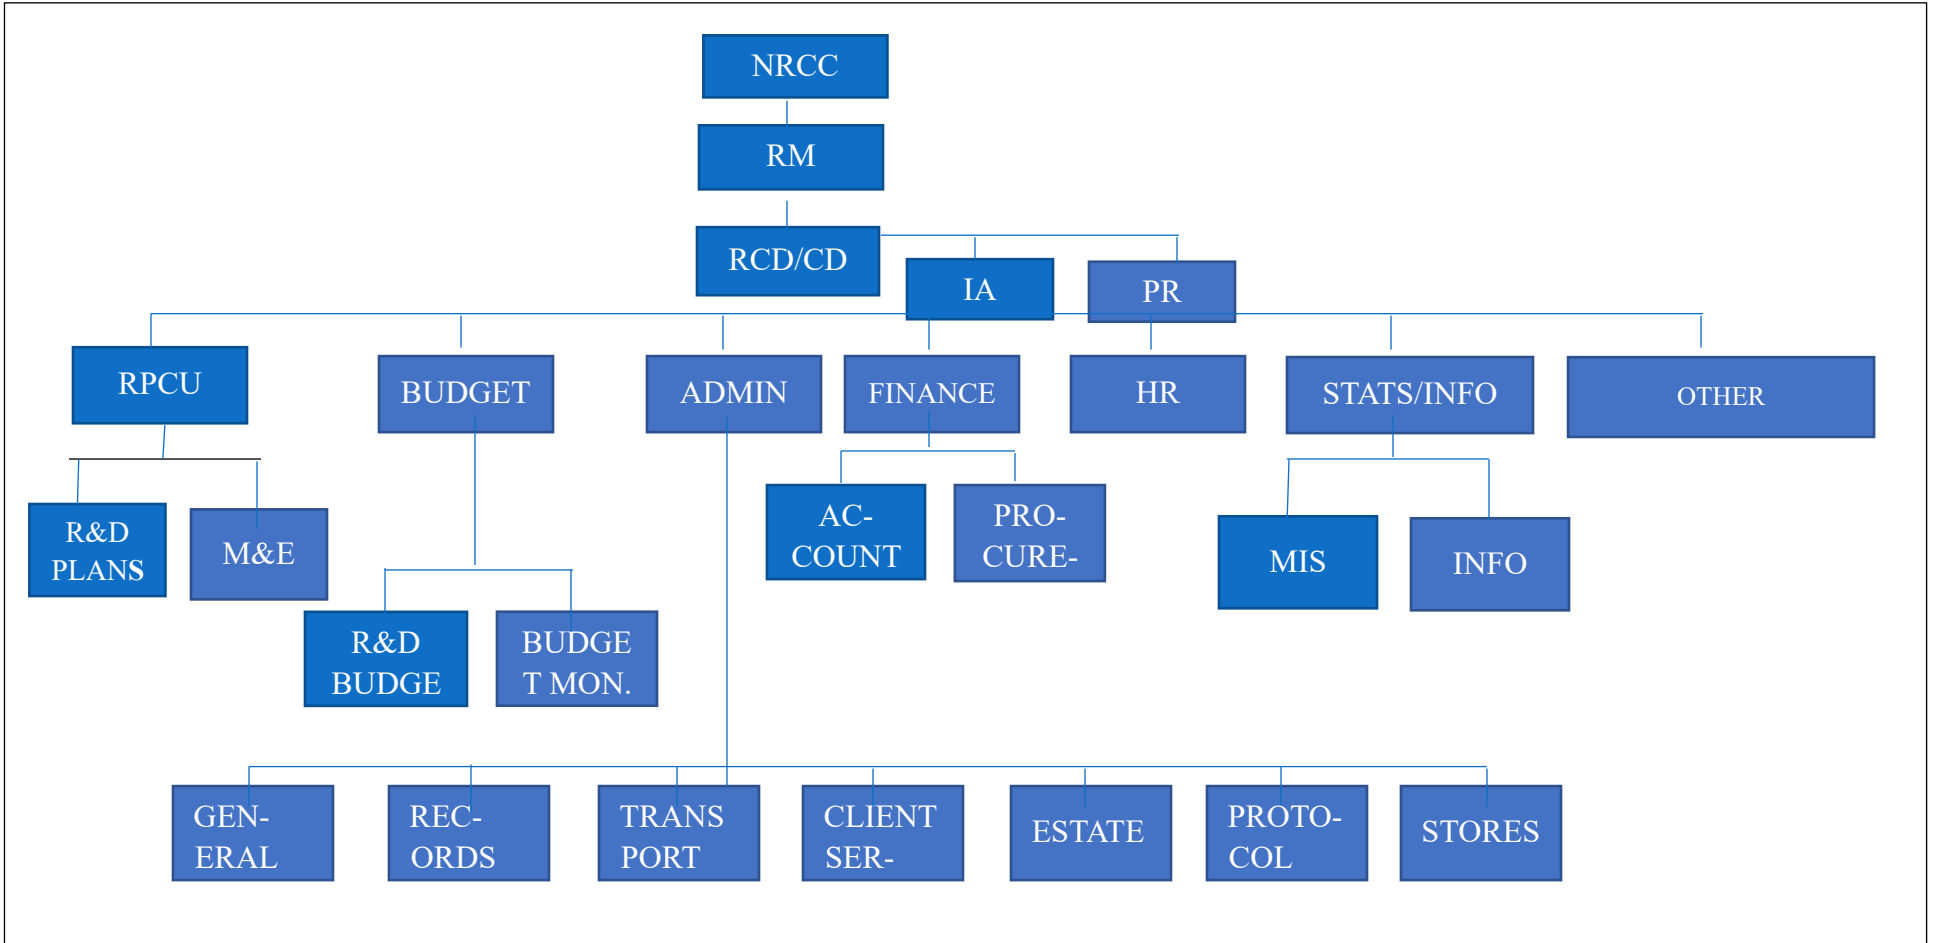 NRCC
RM
RCD/CD
IA
PR
RPCU
BUDGET
ADMIN
FINANCE
HR
STATS/INFO
OTHER
R&D
PLANS
M&E
AC-
COUNT
PRO-
CURE-
MIS
INFO
R&D
BUDGE
BUDGE
T MON.
GEN-
ERAL
REC-
ORDS
TRANS
PORT
CLIENT
SER-
ESTATE
PROTO-
COL
STORES